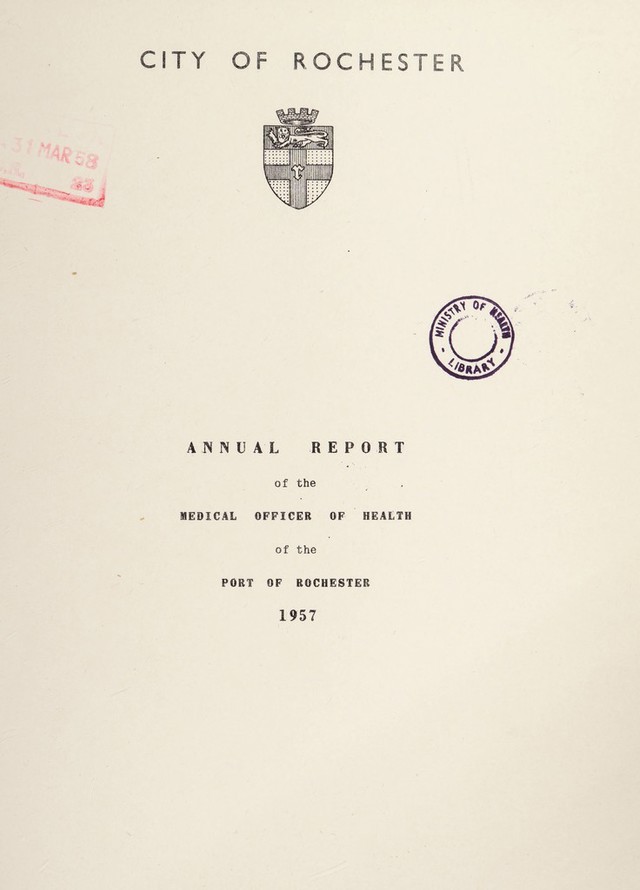 CITY OF ROCHESTER
31 MAR 58
23
r
MINISTRY OF HEALTH
- LIBRARY -
ANNUAL REPORT
of the
MEDICAL OFFICER OF HEALTH
of the
PORT OF ROCHESTER
1957